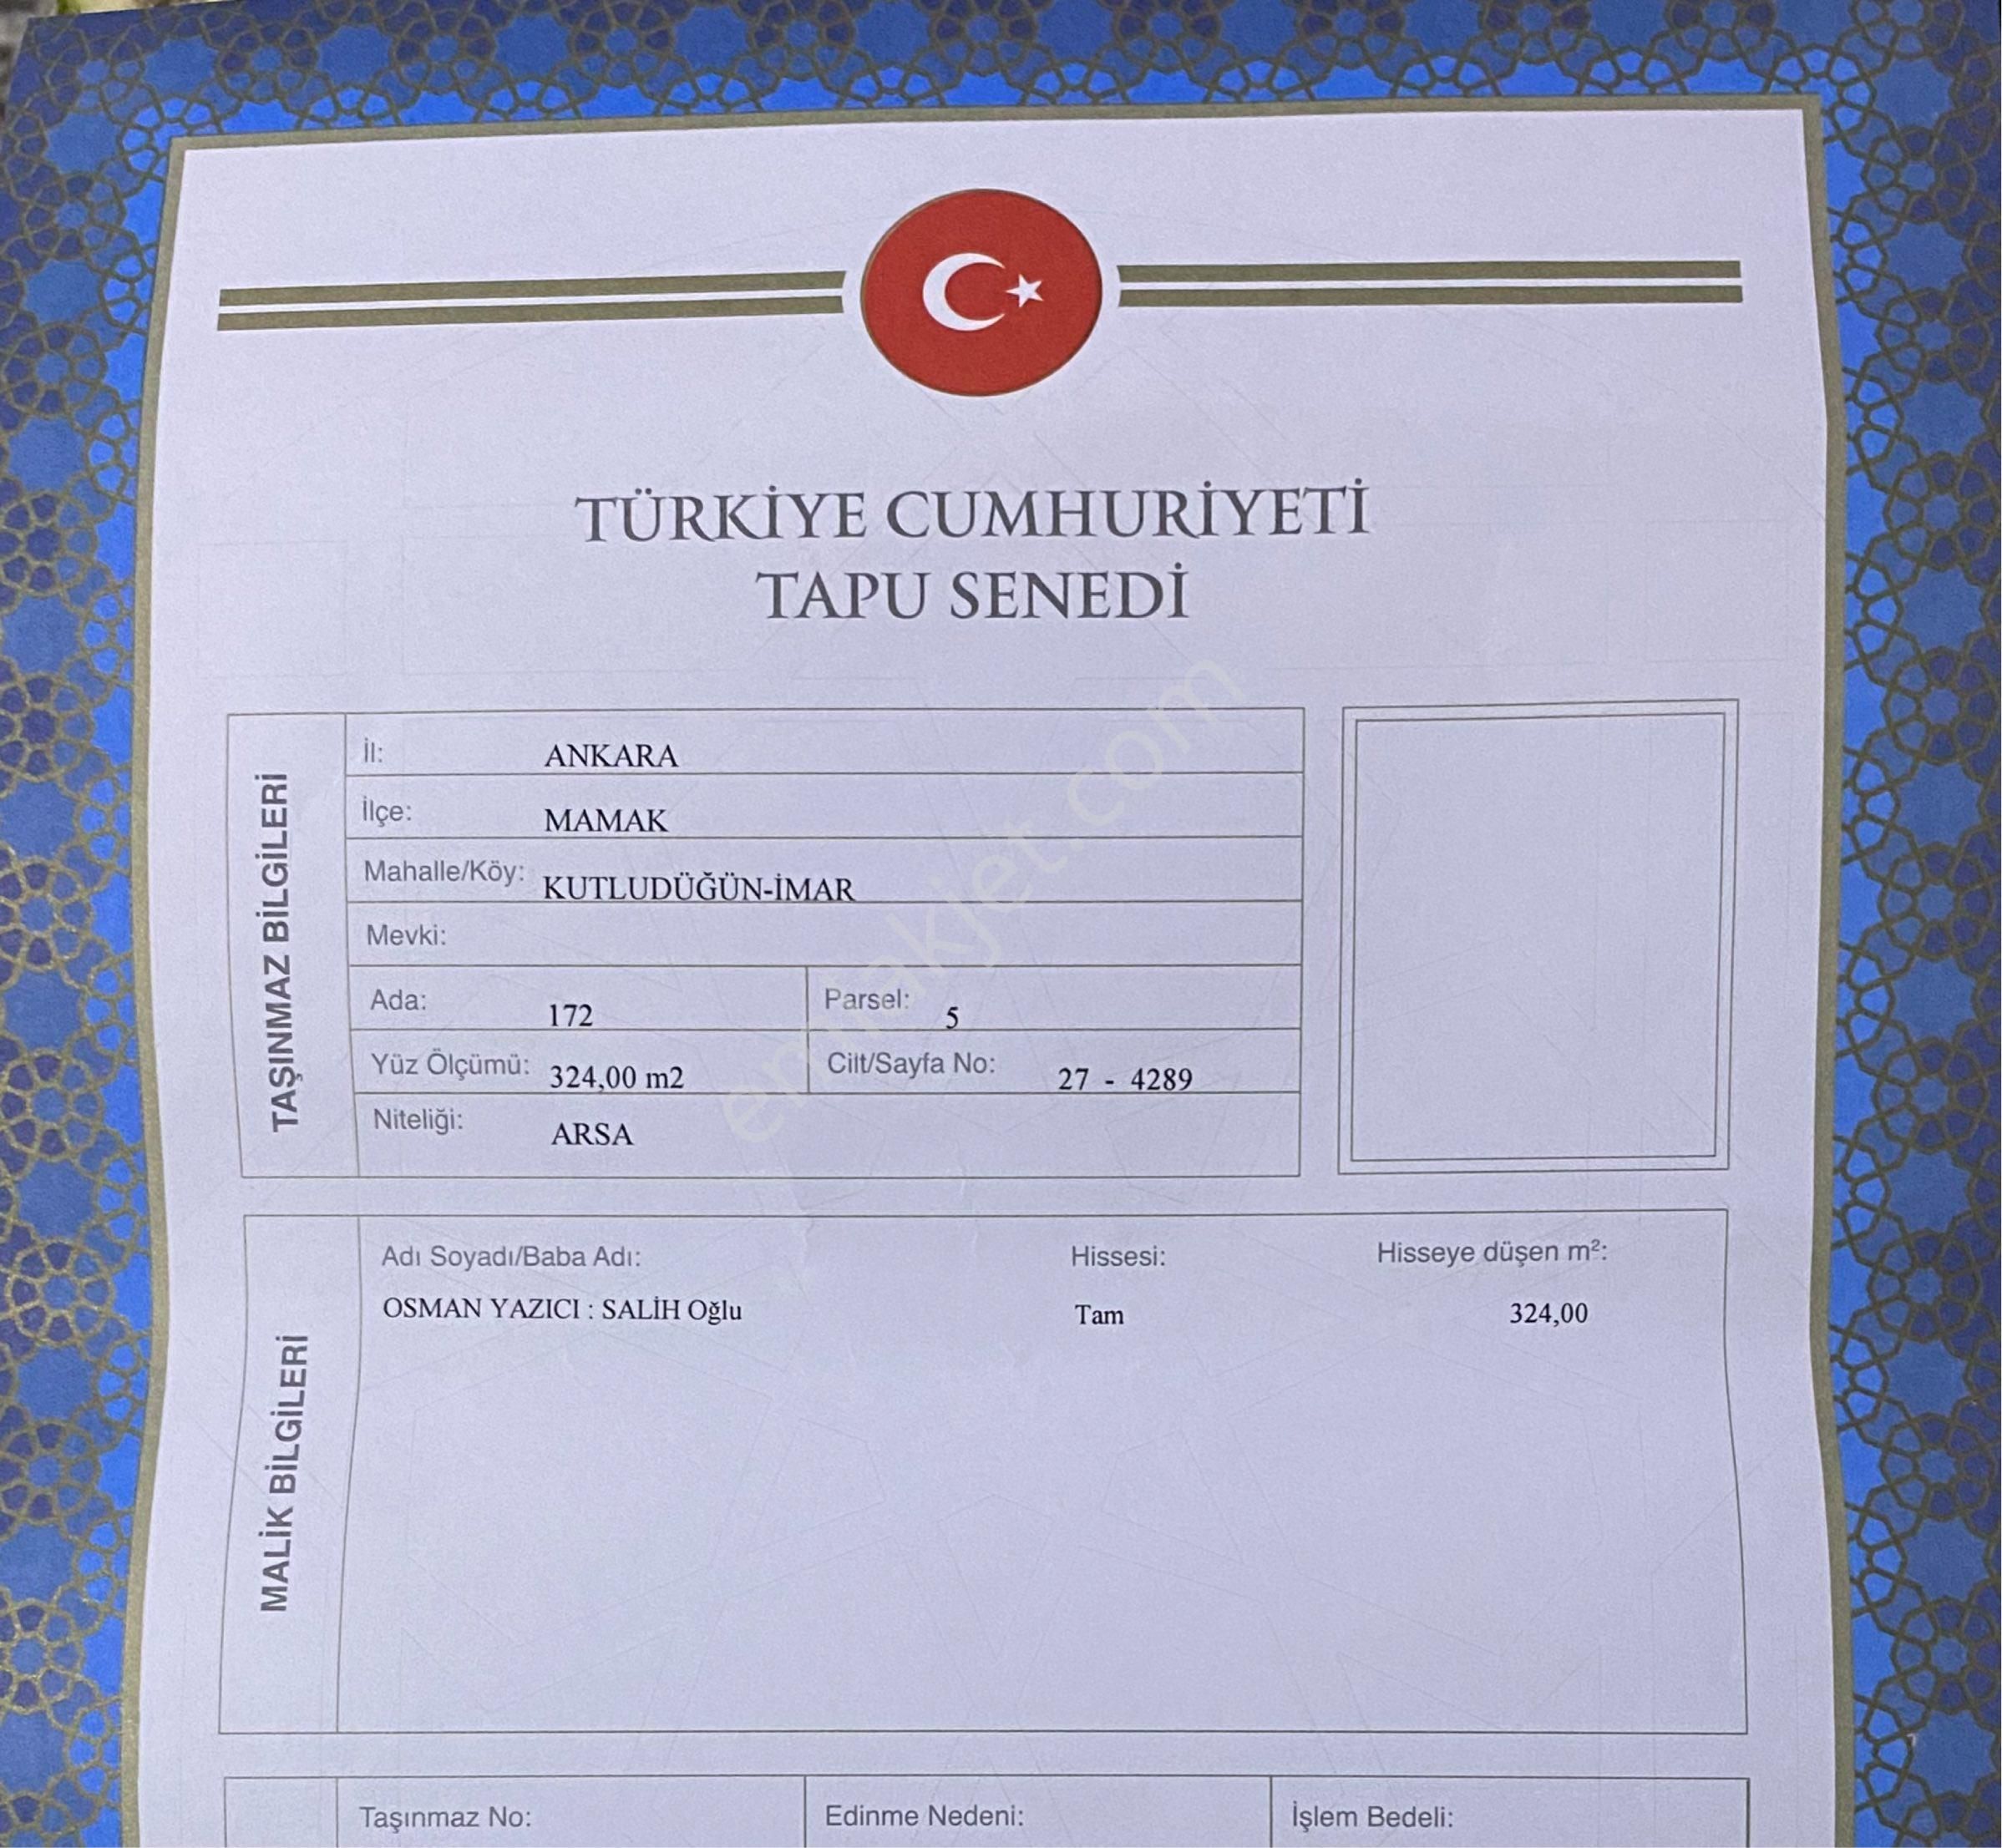 TÜRKİYE CUMHURİYETİ
TAPU SENEDİ
TAŞINMAZ BİLGİLERİ
İl: ANKARA
İlçe: MAMAK
Mahalle/Köy: KUTLUDÜĞÜN-İMAR
Mevki:
Ada: 172 Parsel: 5
Yüz Ölçümü: 324,00 m2 Cilt/Sayfa No: 27 - 4289
Niteliği: ARSA
emlakjet.com
MALİK BİLGİLERİ
Adı Soyadı/Baba Adı: Hissesi: Hisseye düşen m²:
OSMAN YAZICI : SALİH Oğlu Tam 324,00
Taşınmaz No: Edinme Nedeni: İşlem Bedeli: